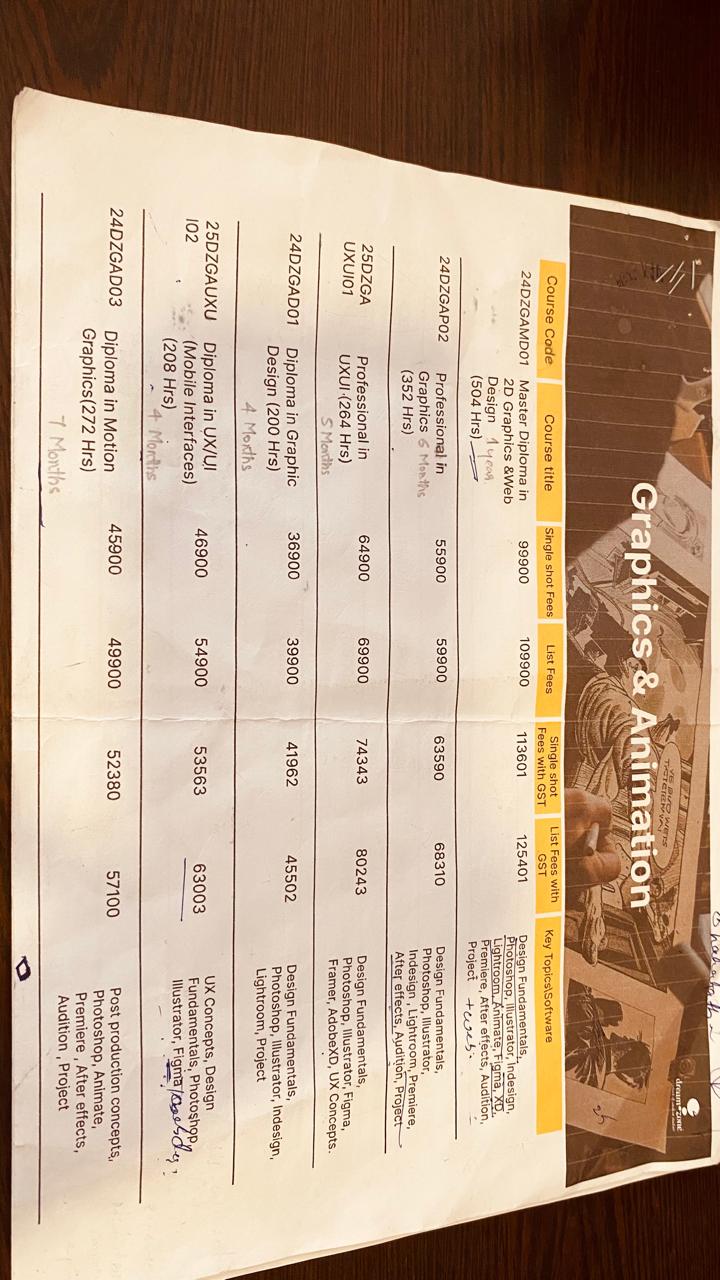 dream zone
Graphics & Animation
Course Code Course title Single shot Fees List Fees Single shot Fees with GST List Fees with GST Key Topics\Software
24DZGAMD01 Master Diploma in 99900 109900 113601 125401 Design Fundamentals,
2D Graphics &Web Photoshop, Illustrator, Indesign,
Design 1 year Lightroom, Animate, Figma, XD,
(504 Hrs) Premiere, After effects, Audition,
Project +web.
24DZGAP02 Professional in 55900 59900 63590 68310 Design Fundamentals,
Graphics 6 Months Photoshop, Illustrator,
(352 Hrs) Indesign , Lightroom, Premiere,
After effects, Audition, Project
25DZGA Professional in 64900 69900 74343 80243 Design Fundamentals,
UXUI01 UXUI (264 Hrs) Photoshop, Illustrator, Figma,
5 Months Framer, AdobeXD, UX Concepts.
24DZGAD01 Diploma in Graphic 36900 39900 41962 45502 Design Fundamentals,
Design (200 Hrs) Photoshop, Illustrator, Indesign,
4 Months Lightroom, Project
25DZGAUXU Diploma in UX/UI 46900 54900 53563 63003 UX Concepts, Design
I02 (Mobile Interfaces) Fundamentals, Photoshop,
(208 Hrs) Illustrator, Figma
4 Months
24DZGAD03 Diploma in Motion 45900 49900 52380 57100 Post production concepts,
Graphics(272 Hrs) Photoshop, Animate,
7 Months Premiere , After effects,
Audition , Project